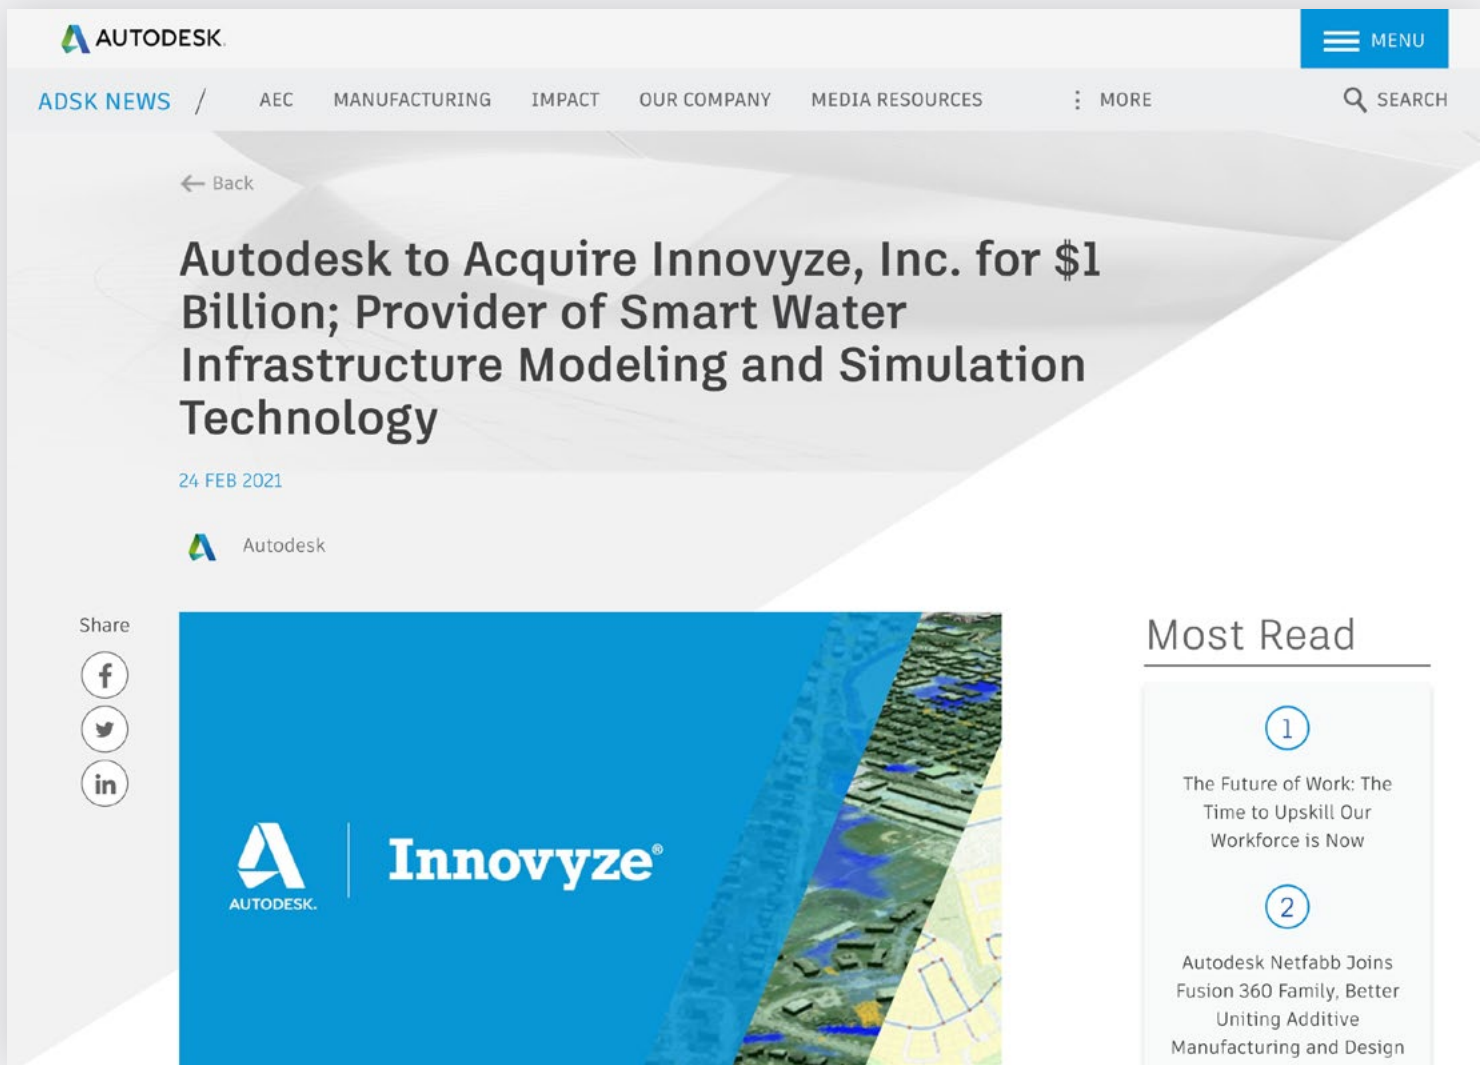 AUTODESK.
MENU
ADSK NEWS / AEC MANUFACTURING IMPACT OUR COMPANY MEDIA RESOURCES MORE SEARCH
Back
Autodesk to Acquire Innovyze, Inc. for $1
Billion; Provider of Smart Water
Infrastructure Modeling and Simulation
Technology
24 FEB 2021
Autodesk
Share
f
in
AUTODESK.
Innovyze®
Most Read
1
The Future of Work: The
Time to Upskill Our
Workforce is Now
2
Autodesk Netfabb Joins
Fusion 360 Family, Better
Uniting Additive
Manufacturing and Design